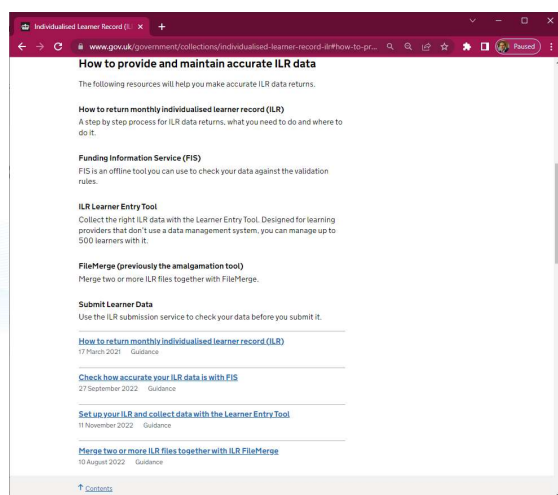 Individualised Learner Record (IL
www.gov.uk/government/collections/individualised-learner-record-ilr#how-to-pr...
Paused
How to provide and maintain accurate ILR data
The following resources will help you make accurate ILR data returns.
How to return monthly individualised learner record (ILR)
A step by step process for ILR data returns, what you need to do and where to
do it.
Funding Information Service (FIS)
FIS is an offline tool you can use to check your data against the validation
rules.
ILR Learner Entry Tool
Collect the right ILR data with the Learner Entry Tool. Designed for learning
providers that don't use a data management system, you can manage up to
500 learners with it.
FileMerge (previously the amalgamation tool)
Merge two or more ILR files together with FileMerge.
Submit Learner Data
Use the ILR submission service to check your data before you submit it.
How to return monthly individualised learner record (ILR)
17 March 2021 Guidance
Check how accurate your ILR data is with FIS
27 September 2022 Guidance
Set up your ILR and collect data with the Learner Entry Tool
11 November 2022 Guidance
Merge two or more ILR files together with ILR FileMerge
10 August 2022 Guidance
↑ Contents